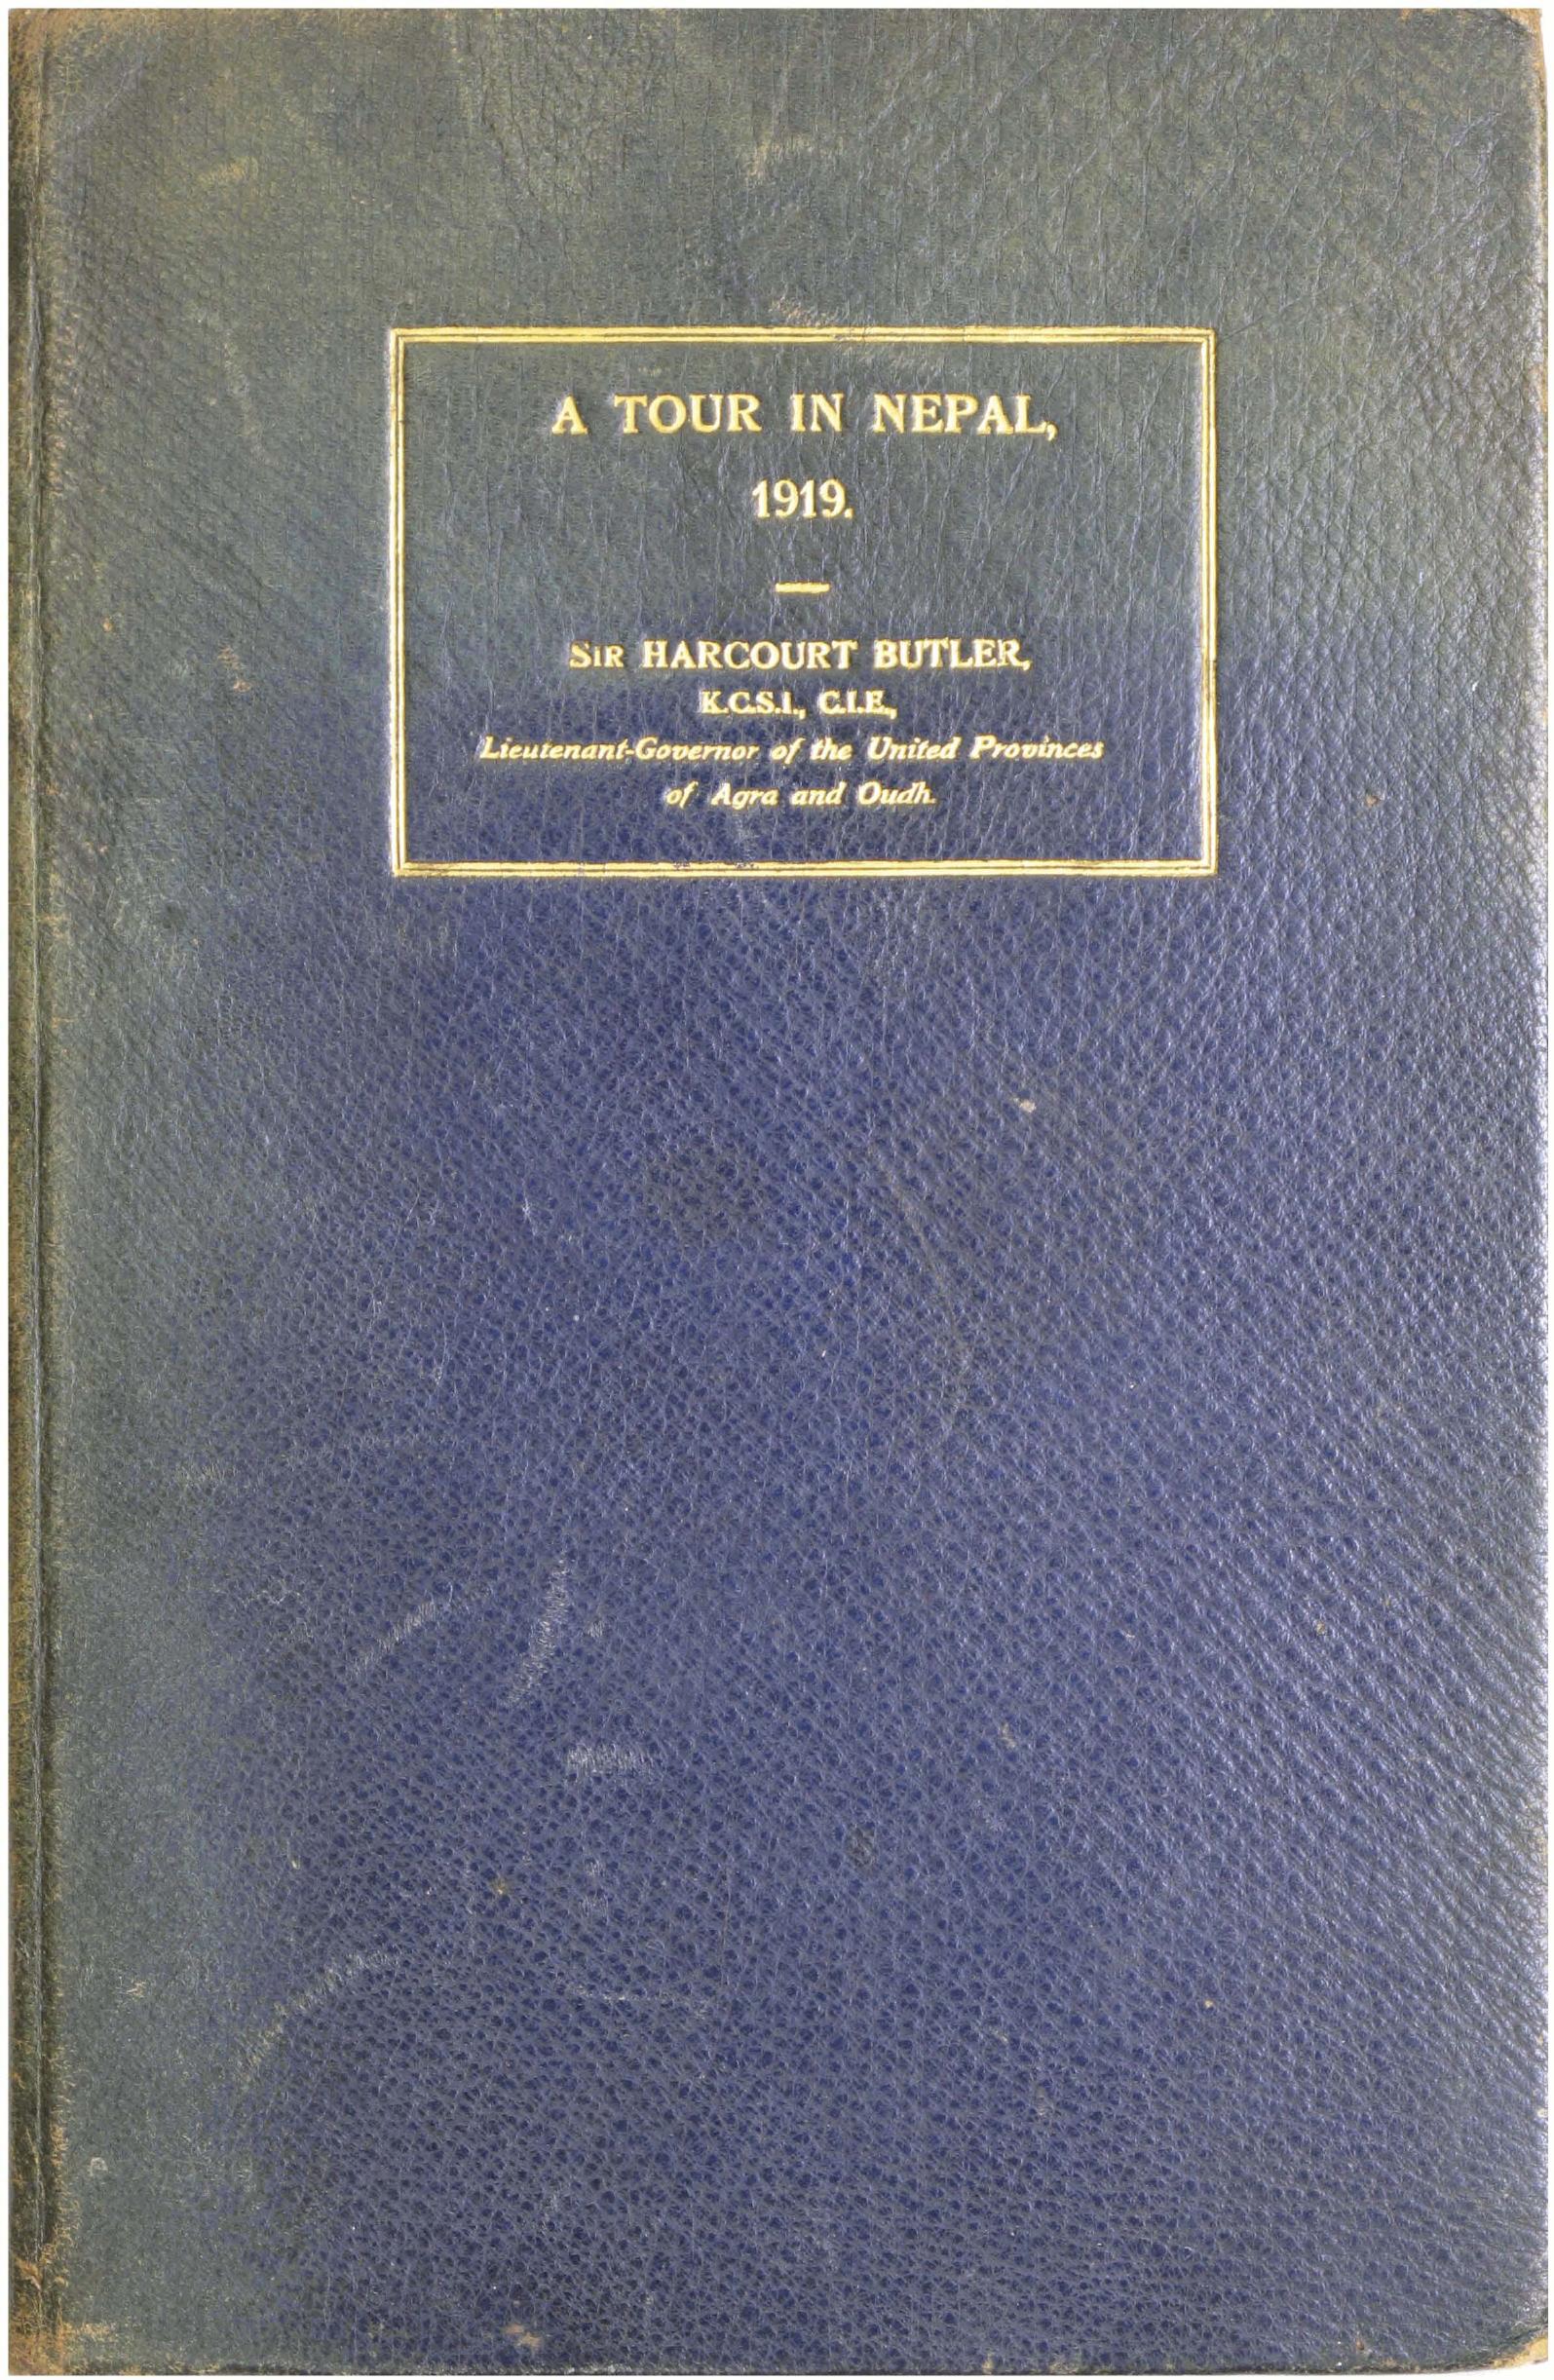 A TOUR IN NEPAL,
1919.
SIR HARCOURT BUTLER,
K.C.S.I., C.I.E.,
Lieutenant-Governor of the United Provinces
of Agra and Oudh.